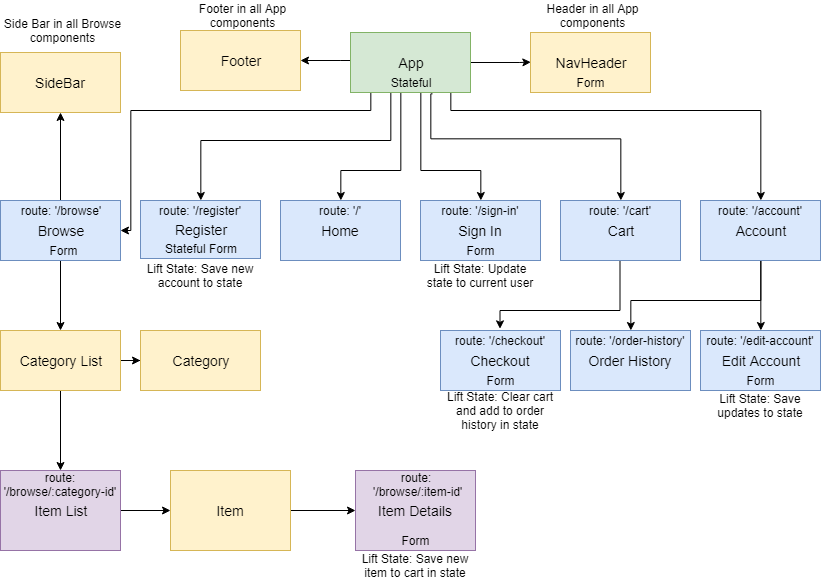 Side Bar in all Browse
components
SideBar
Footer in all App
components
Footer
App
Stateful
Header in all App
components
NavHeader
Form
route: '/browse'
Browse
Form
route: '/register'
Register
Stateful Form
Lift State: Save new
account to state
route: '/'
Home
route: '/sign-in'
Sign In
Form
Lift State: Update
state to current user
route: '/cart'
Cart
route: '/account'
Account
Category List
Category
route: '/checkout'
Checkout
Form
Lift State: Clear cart
and add to order
history in state
route: '/order-history'
Order History
route: '/edit-account'
Edit Account
Form
Lift State: Save
updates to state
route:
'/browse/:category-id'
Item List
Item
route:
'/browse/:item-id'
Item Details
Form
Lift State: Save new
item to cart in state